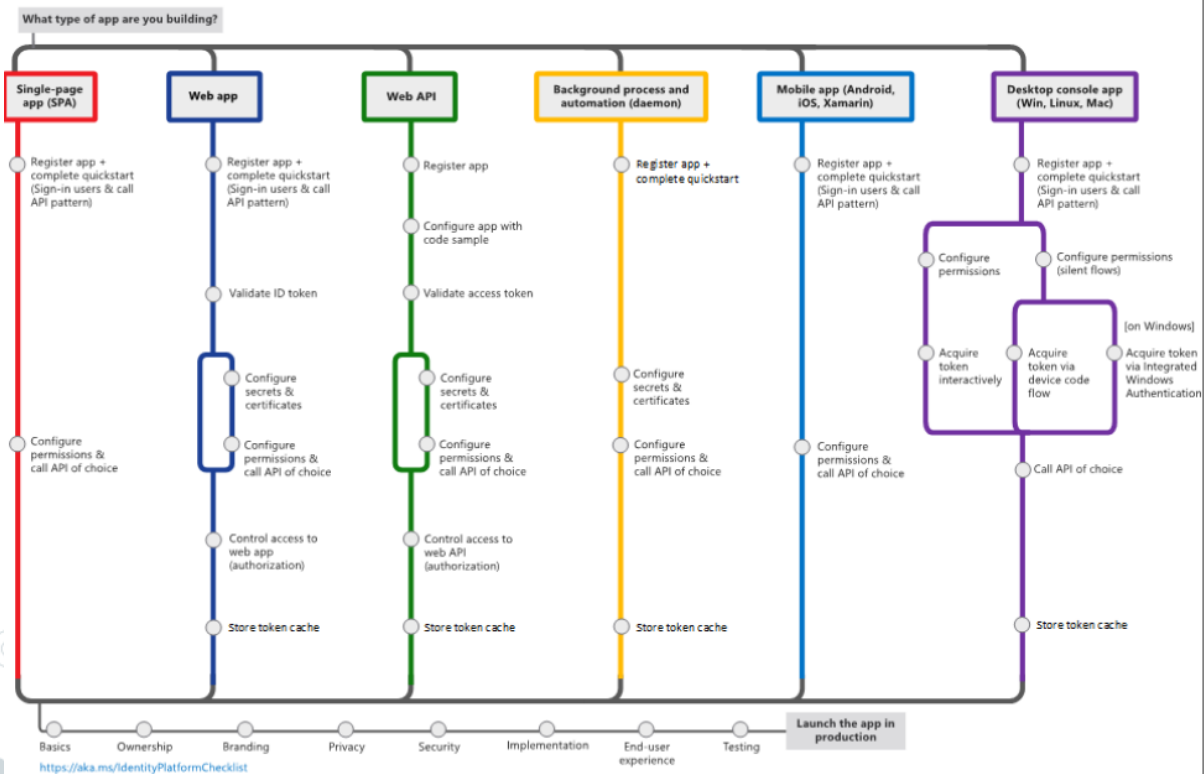 What type of app are you building?
Single-page
app (SPA)
Web app
Web API
Background process and
automation (daemon)
Mobile app (Android,
iOS, Xamarin)
Desktop console app
(Win, Linux, Mac)
Register app +
complete quickstart
(Sign-in users & call
API pattern)
Configure
permissions &
call API of choice
Register app +
complete quickstart
(Sign-in users & call
API pattern)
Validate ID token
Configure
secrets &
certificates
Configure
permissions &
call API of choice
Control access to
web app
(authorization)
Store token cache
Register app
Configure app with
code sample
Validate access token
Configure
secrets &
certificates
Configure
permissions &
call API of choice
Control access to
web API
(authorization)
Store token cache
Register app +
complete quickstart
Configure
secrets &
certificates
Configure
permissions &
call API of choice
Store token cache
Register app +
complete quickstart
(Sign-in users & call
API pattern)
Configure
permissions &
call API of choice
Register app +
complete quickstart
(Sign-in users & call
API pattern)
Configure
permissions
Configure permissions
(silent flows)
Acquire
token
interactively
Acquire
token via
device code
flow
[on Windows]
Acquire token
via Integrated
Windows
Authentication
Call API of choice
Store token cache
Basics
Ownership
Branding
Privacy
Security
Implementation
End-user
experience
Testing
Launch the app in
production
https://aka.ms/IdentityPlatformChecklist